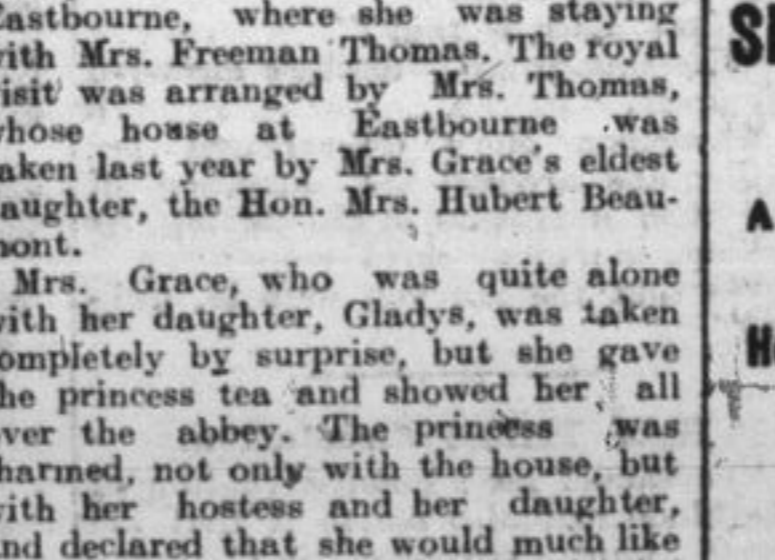 Eastbourne, where she was staying
with Mrs. Freeman Thomas. The royal
visit was arranged by Mrs. Thomas,
whose house at Eastbourne was
taken last year by Mrs. Grace's eldest
daughter, the Hon. Mrs. Hubert Beau-
mont.
Mrs. Grace, who was quite alone
with her daughter, Gladys, was taken
completely by surprise, but she gave
the princess tea and showed her all
over the abbey. The princess was
charmed, not only with the house, but
with her hostess and her daughter,
and declared that she would much like
A